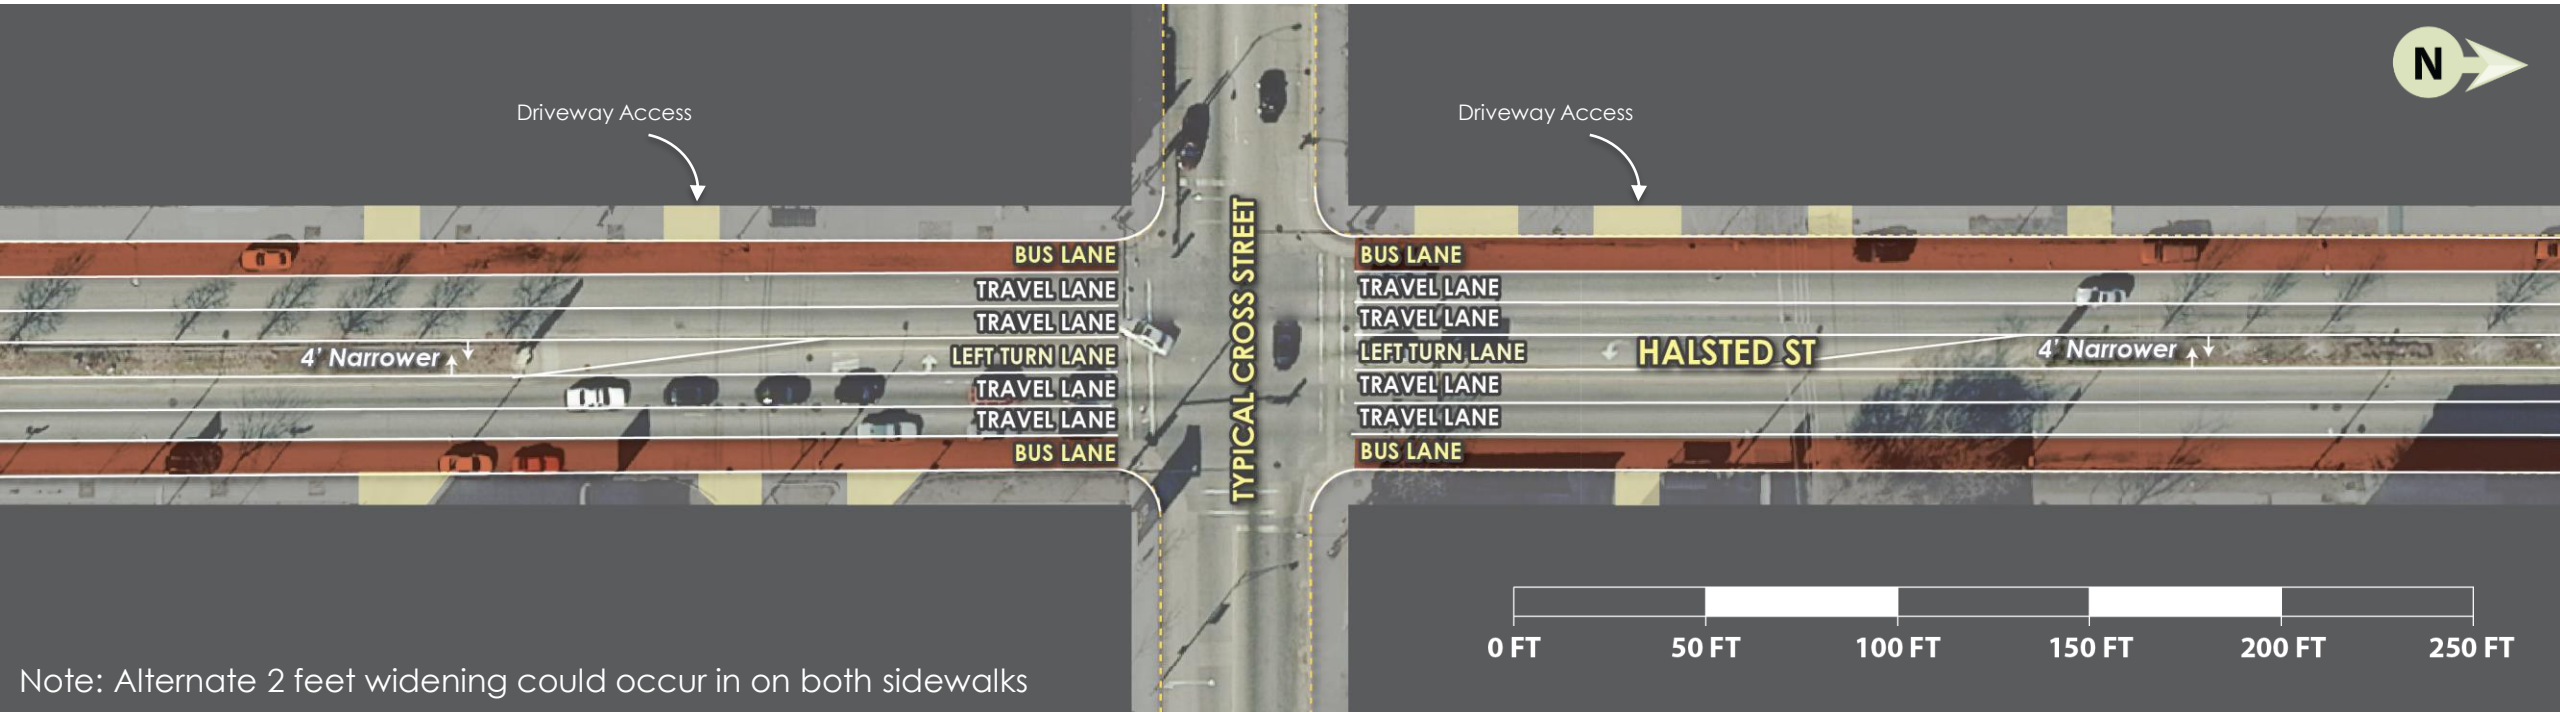 N
Driveway Access
Driveway Access
BUS LANE
TRAVEL LANE
TRAVEL LANE
LEFT TURN LANE
TRAVEL LANE
TRAVEL LANE
BUS LANE
4' Narrower
TYPICAL CROSS STREET
BUS LANE
TRAVEL LANE
TRAVEL LANE
LEFT TURN LANE
TRAVEL LANE
TRAVEL LANE
BUS LANE
HALSTED ST
4' Narrower
0 FT 50 FT 100 FT 150 FT 200 FT 250 FT
Note: Alternate 2 feet widening could occur in on both sidewalks